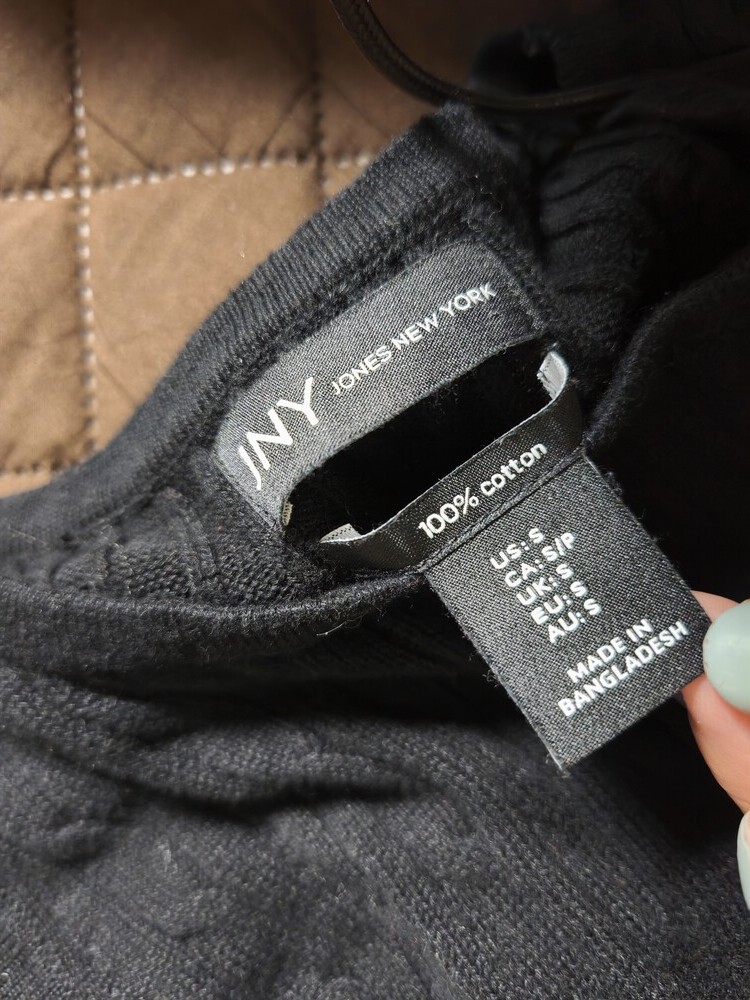 JNY JONES NEW YORK
100% cotton
US: S
CA: S/P
UK: S
EU: S
AU: S
MADE IN
BANGLADESH